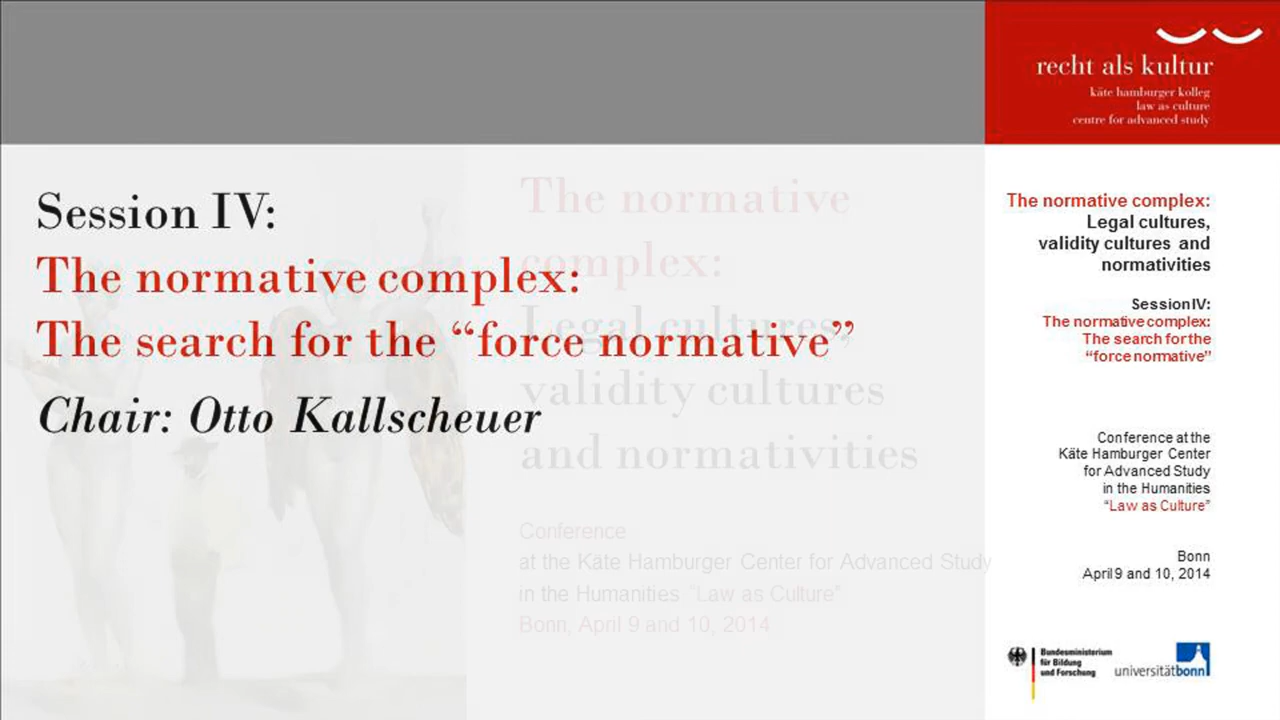 recht als kultur
käte hamburger kolleg
law as culture
centre for advanced study
Session IV:
The normative complex:
The search for the “force normative”
Chair: Otto Kallscheuer
The normative
complex:
Legal cultures,
validity cultures
and normativities
Conference
at the Käte Hamburger Center for Advanced Study
in the Humanities “Law as Culture”
Bonn, April 9 and 10, 2014
The normative complex:
Legal cultures,
validity cultures and
normativities
Session IV:
The normative complex:
The search for the
“force normative”
Conference at the
Käte Hamburger Center
for Advanced Study
in the Humanities
“Law as Culture”
Bonn
April 9 and 10, 2014
Bundesministerium
für Bildung
und Forschung
universitätbonn